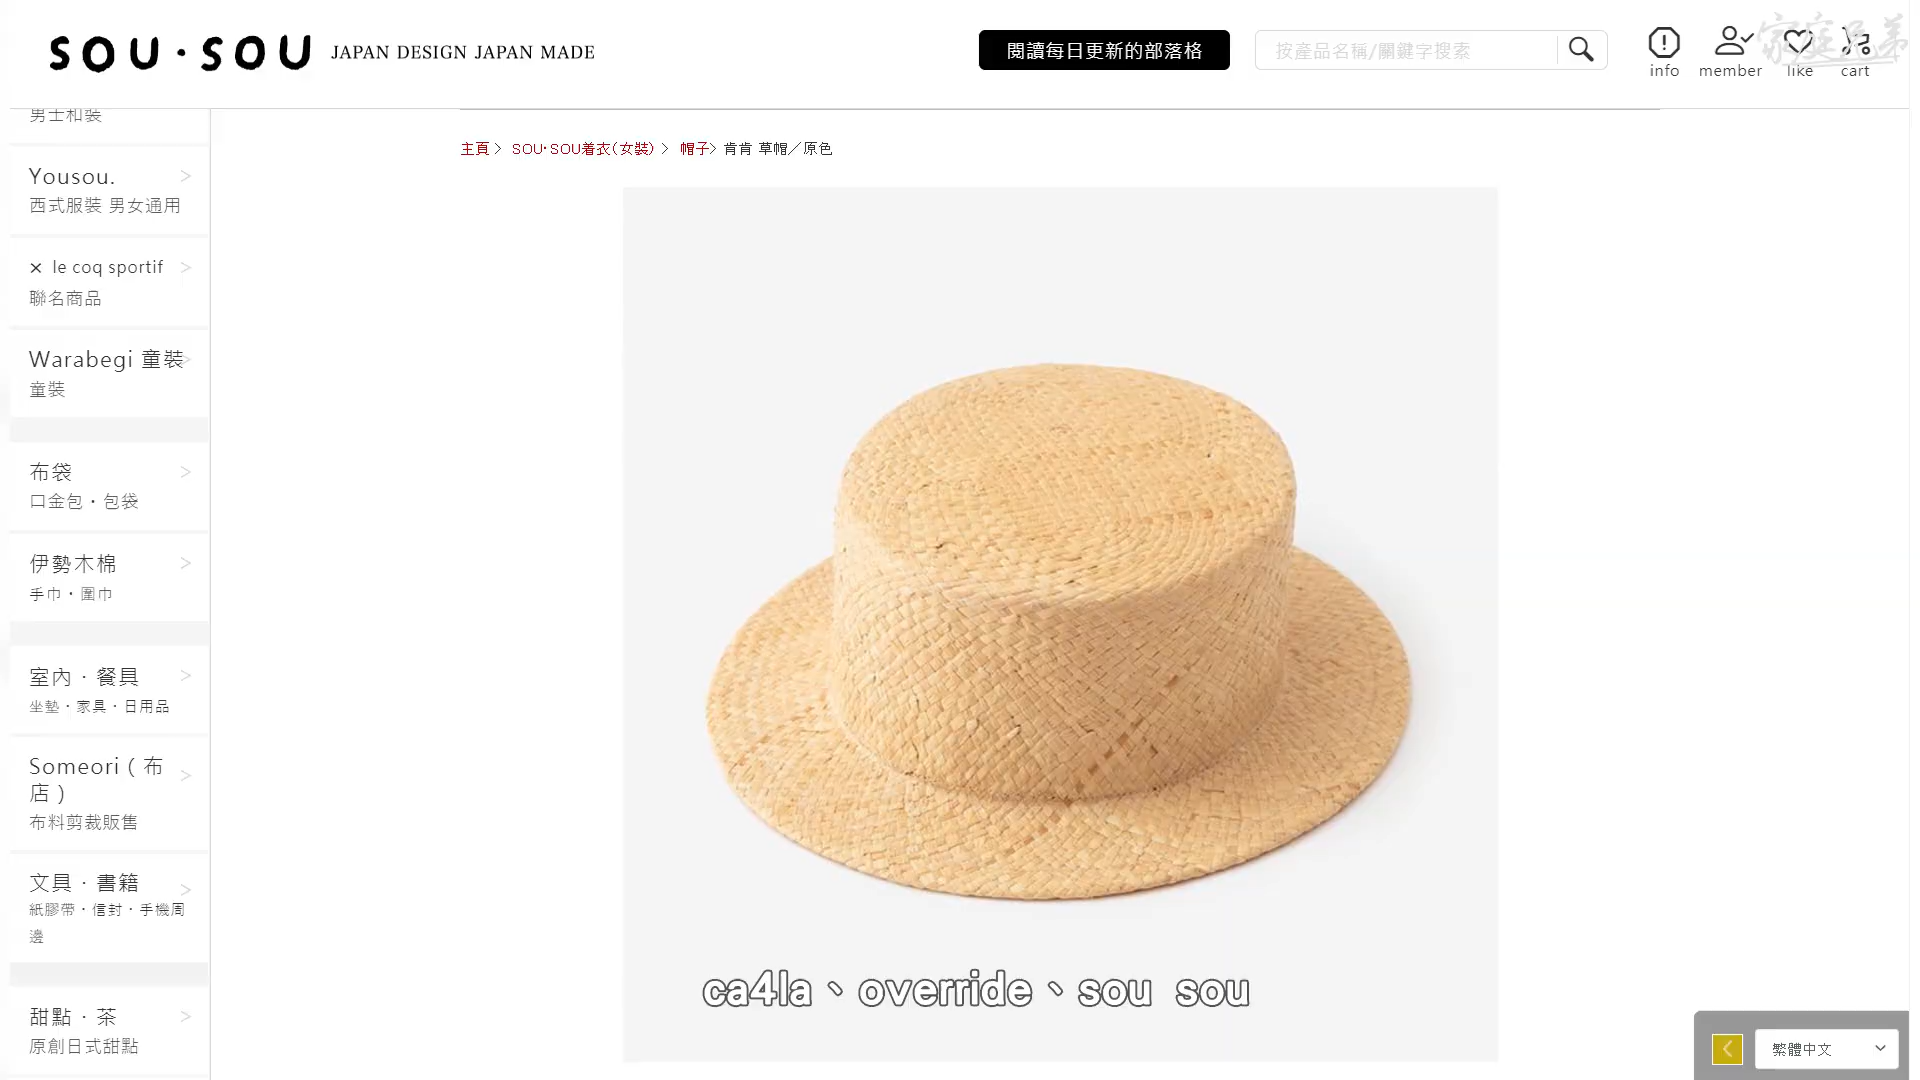 SOU・SOU JAPAN DESIGN JAPAN MADE
閱讀每日更新的部落格
按產品名稱/關鍵字搜索
info
member
like
cart
家庭兄弟
男士和裝
Yousou.
西式服裝 男女通用
× le coq sportif
聯名商品
Warabegi 童裝
童裝
布袋
口金包・包袋
伊勢木棉
手巾・圍巾
室內・餐具
坐墊・家具・日用品
Someori ( 布
店 )
布料剪裁販售
文具・書籍
紙膠帶・信封・手機周
邊
甜點・茶
原創日式甜點
主頁 > SOU・SOU着衣(女裝) > 帽子> 肯肯 草帽／原色
ca4la、override、sou sou
繁體中文